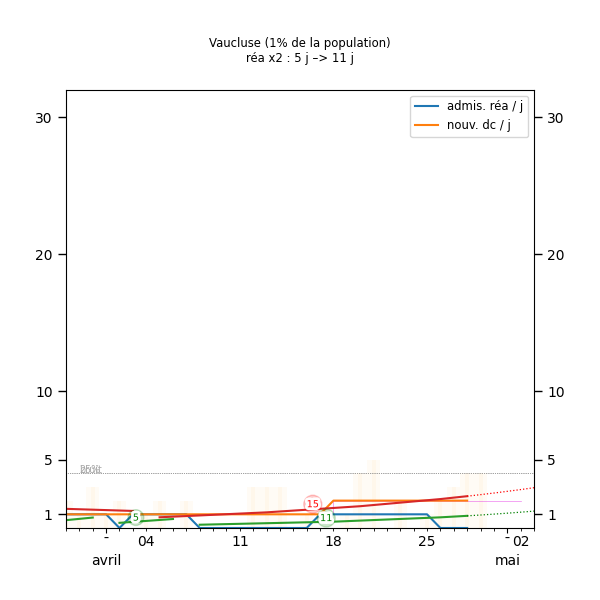 Vaucluse (1% de la population)
réa x2 : 5 j –> 11 j
admis. réa / j
nouv. dc / j
30 30
20 20
10 10
5 5
15
5 11
1 1
- 04 11 18 25 - 02
avril mai